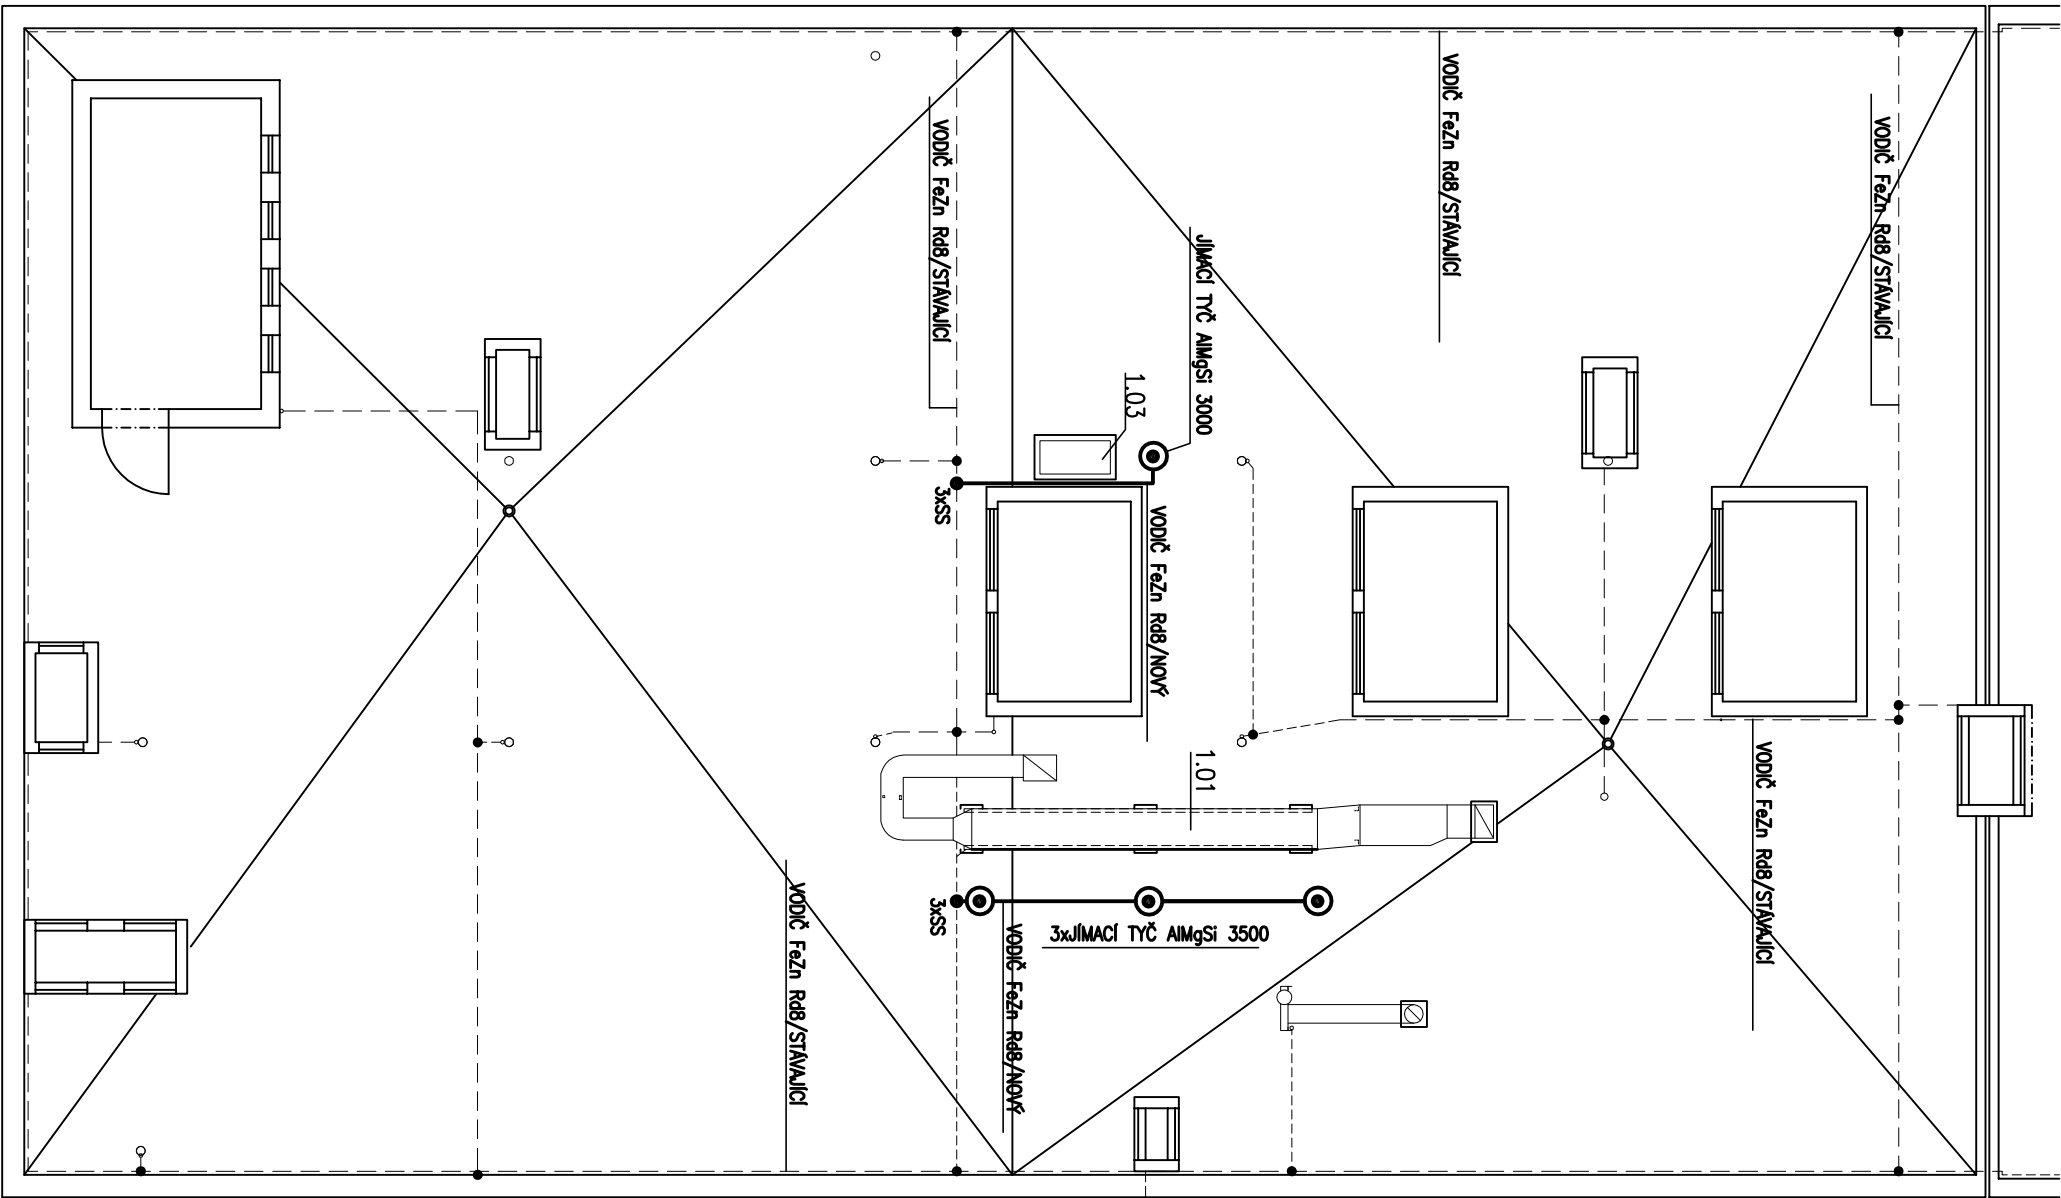 VODIČ FeZn Rd8/STÁVAJÍCÍ
VODIČ FeZn Rd8/STÁVAJÍCÍ
VODIČ FeZn Rd8/STÁVAJÍCÍ
JÍMACÍ TYČ AlMgSi 3000
1.03
3xSS
VODIČ FeZn Rd8/NOVÝ
1.01
VODIČ FeZn Rd8/STÁVAJÍCÍ
VODIČ FeZn Rd8/STÁVAJÍCÍ
3xSS
VODIČ FeZn Rd8/NOVÝ
3xJÍMACÍ TYČ AlMgSi 3500